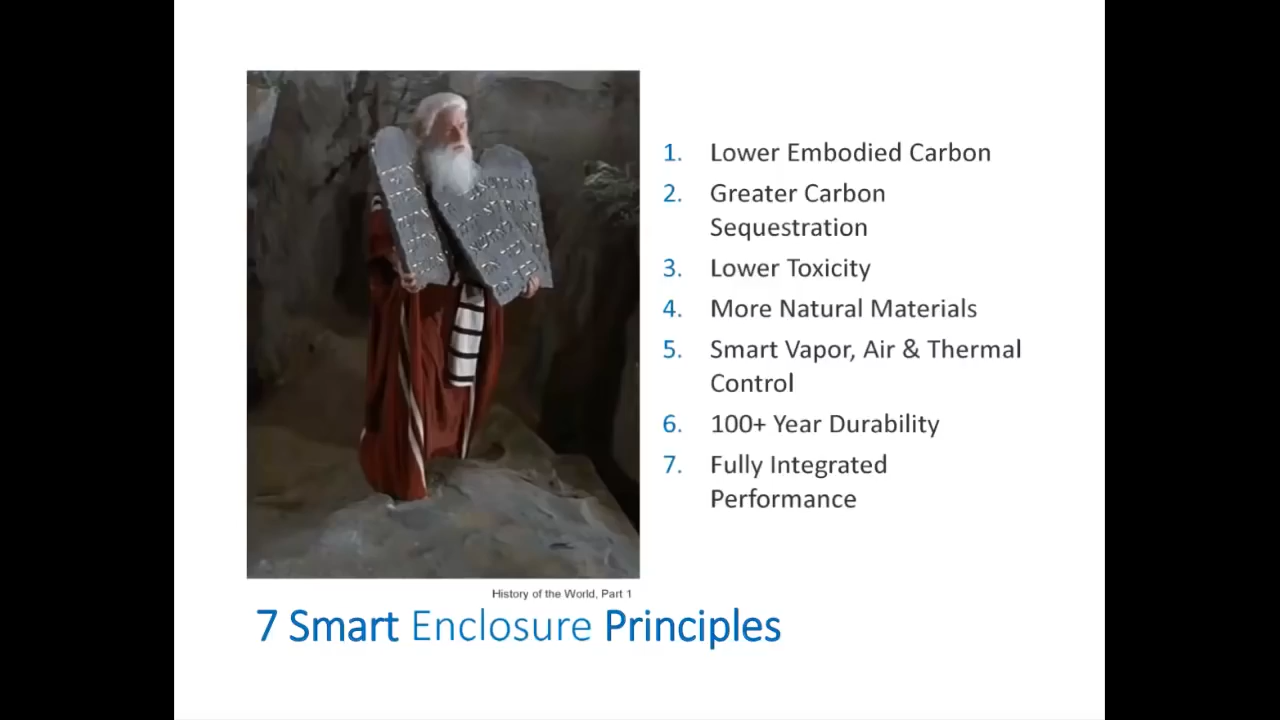 1. Lower Embodied Carbon
2. Greater Carbon
Sequestration
3. Lower Toxicity
4. More Natural Materials
5. Smart Vapor, Air & Thermal
Control
6. 100+ Year Durability
7. Fully Integrated
Performance
History of the World, Part 1
7 Smart Enclosure Principles